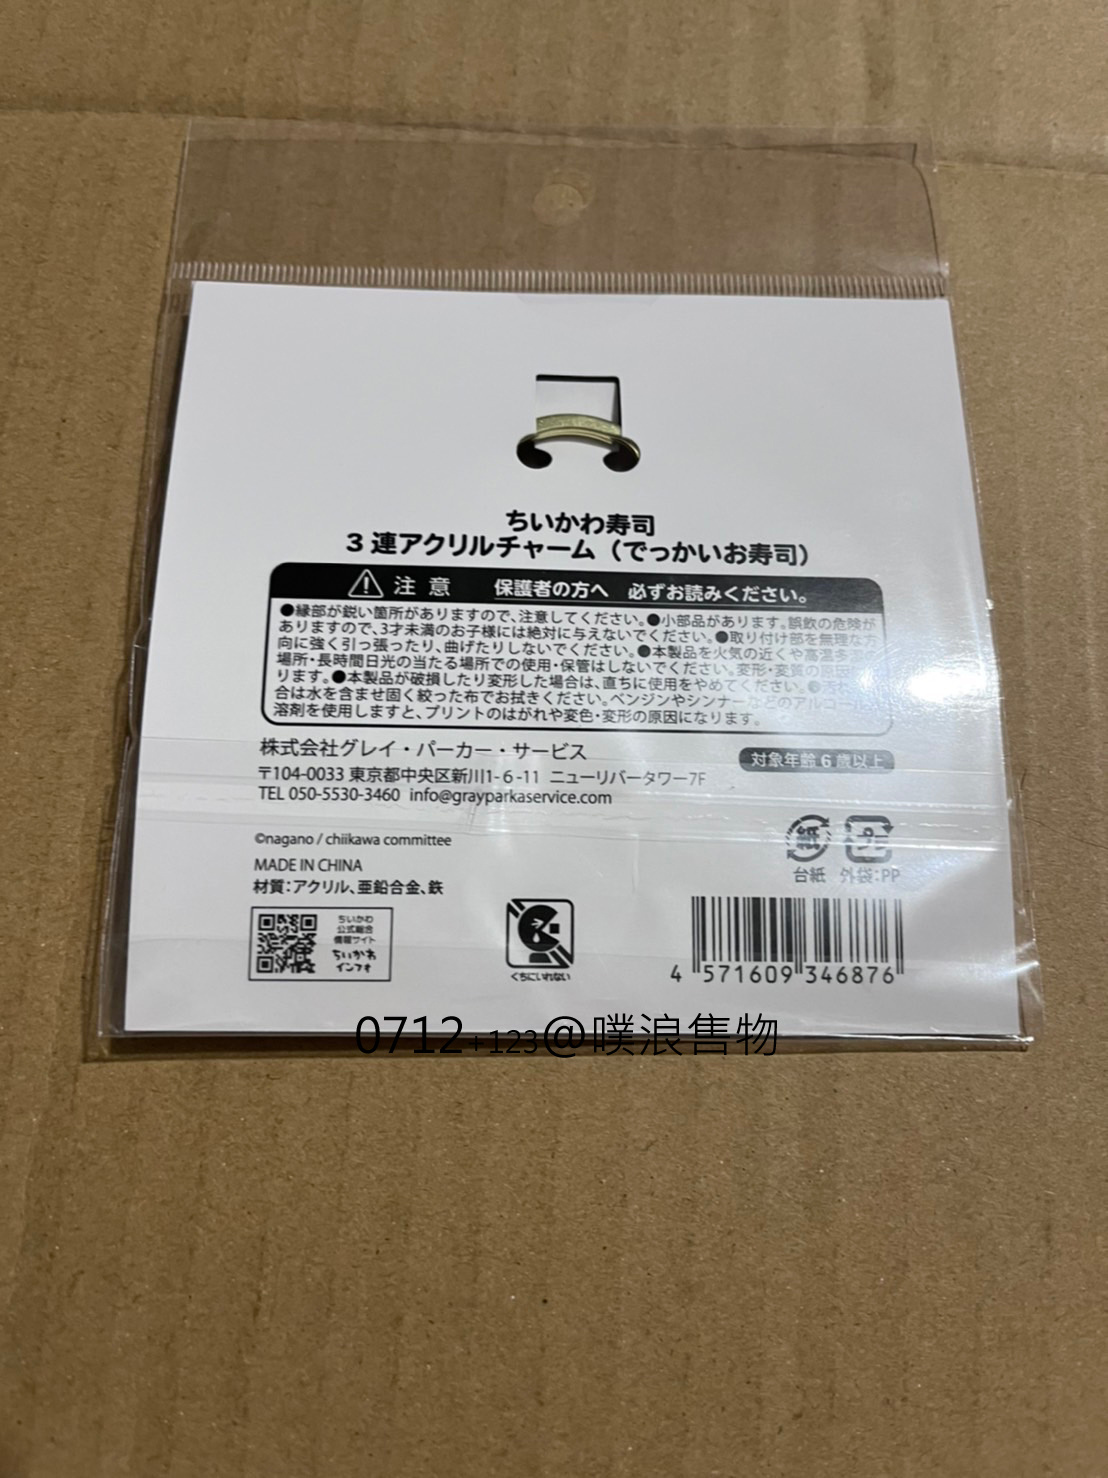 ちいかわ寿司
3連アクリルチャーム（でっかいお寿司）
注意 保護者の方へ 必ずお読みください。
●縁部が鋭い箇所がありますので、注意してください。●小部品があります。誤飲の危険が
ありますので、3才未満のお子様には絶対に与えないでください。●取り付け部を無理な方
向に強く引っ張ったり、曲げたりしないでください。●本製品を火気の近くや高温多
場所・長時間日光の当たる場所での使用・保管はしないでください。変形・変質の原因
ります。●本製品が破損したり変形した場合は、直ちに使用をやめてください。
合は水を含ませ固く絞った布でお拭きください。ベンジンやシンナーなどのアルコール
溶剤を使用しますと、プリントのはがれや変色・変形の原因になります。
株式会社グレイ・パーカー・サービス
対象年齢6歳以上
〒104-0033 東京都中央区新川1-6-11 ニューリバータワー7F
TEL 050-5530-3460 info@grayparkaservice.com
©nagano / chiikawa committee
MADE IN CHINA
材質：アクリル、亜鉛合金、鉄
紙
プラ
台紙 外袋：PP
ちいかわ
公式総合
情報サイト
ちいかわ
インフォ
くちにいれない
4 571609 346876
0712+123@噗浪售物